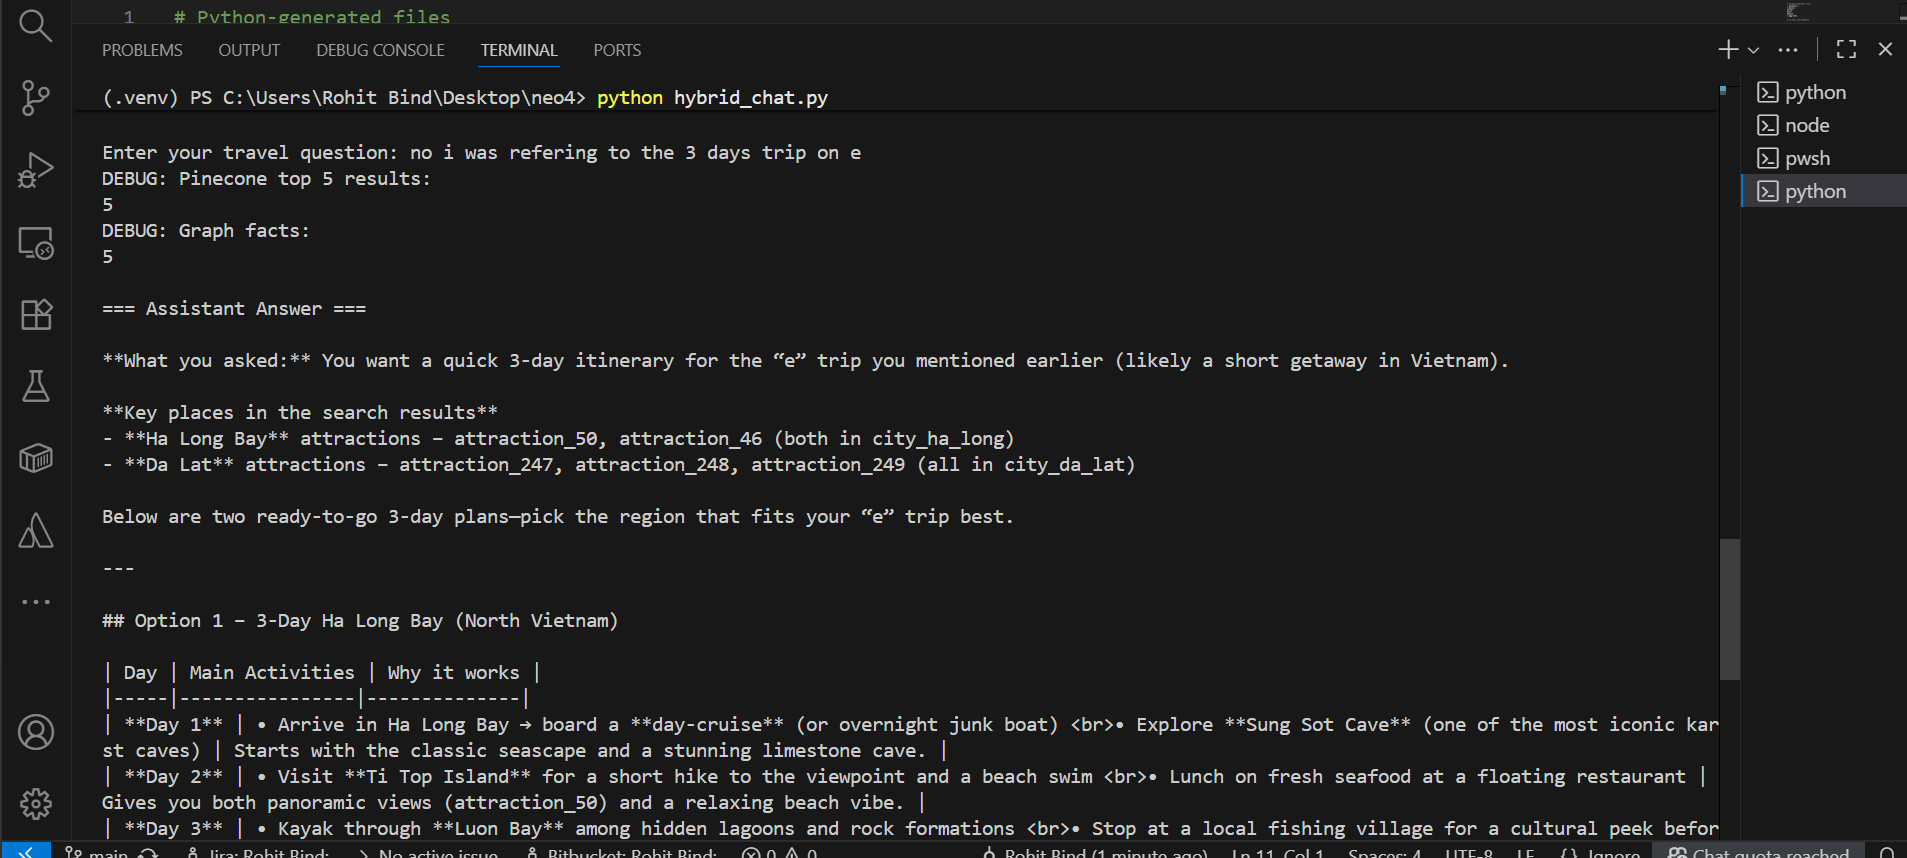 1 # Python-generated files
PROBLEMS OUTPUT DEBUG CONSOLE TERMINAL PORTS
(.venv) PS C:\Users\Rohit Bind\Desktop\neo4> python hybrid_chat.py
Enter your travel question: no i was refering to the 3 days trip on e
DEBUG: Pinecone top 5 results:
5
DEBUG: Graph facts:
5
=== Assistant Answer ===
**What you asked:** You want a quick 3-day itinerary for the “e” trip you mentioned earlier (likely a short getaway in Vietnam).
**Key places in the search results**
- **Ha Long Bay** attractions – attraction_50, attraction_46 (both in city_ha_long)
- **Da Lat** attractions – attraction_247, attraction_248, attraction_249 (all in city_da_lat)
Below are two ready-to-go 3-day plans—pick the region that fits your “e” trip best.
---
## Option 1 – 3-Day Ha Long Bay (North Vietnam)
| Day | Main Activities | Why it works |
|-----|----------------|--------------|
| **Day 1** | • Arrive in Ha Long Bay → board a **day-cruise** (or overnight junk boat) <br>• Explore **Sung Sot Cave** (one of the most iconic kar
st caves) | Starts with the classic seascape and a stunning limestone cave. |
| **Day 2** | • Visit **Ti Top Island** for a short hike to the viewpoint and a beach swim <br>• Lunch on fresh seafood at a floating restaurant |
Gives you both panoramic views (attraction_50) and a relaxing beach vibe. |
| **Day 3** | • Kayak through **Luon Bay** among hidden lagoons and rock formations <br>• Stop at a local fishing village for a cultural peek befor
python
node
pwsh
python
main Jira: Rohit Bind: No active issue Bitbucket: Rohit Bind: 0 0 Rohit Bind (1 minute ago) Ln 11, Col 1 Spaces: 4 UTF-8 LF {} Ignore Chat quota reached